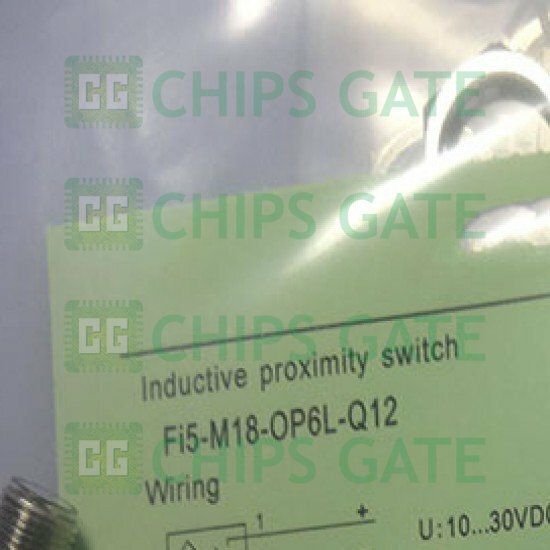 CG CHIPS GATE
CG CHIPS GATE
CG CHIPS GATE
Inductive proximity switch
Fi5-M18-OP6L-Q12
CG CHIPS GATE
Wiring
1 +
U:10...30VDC